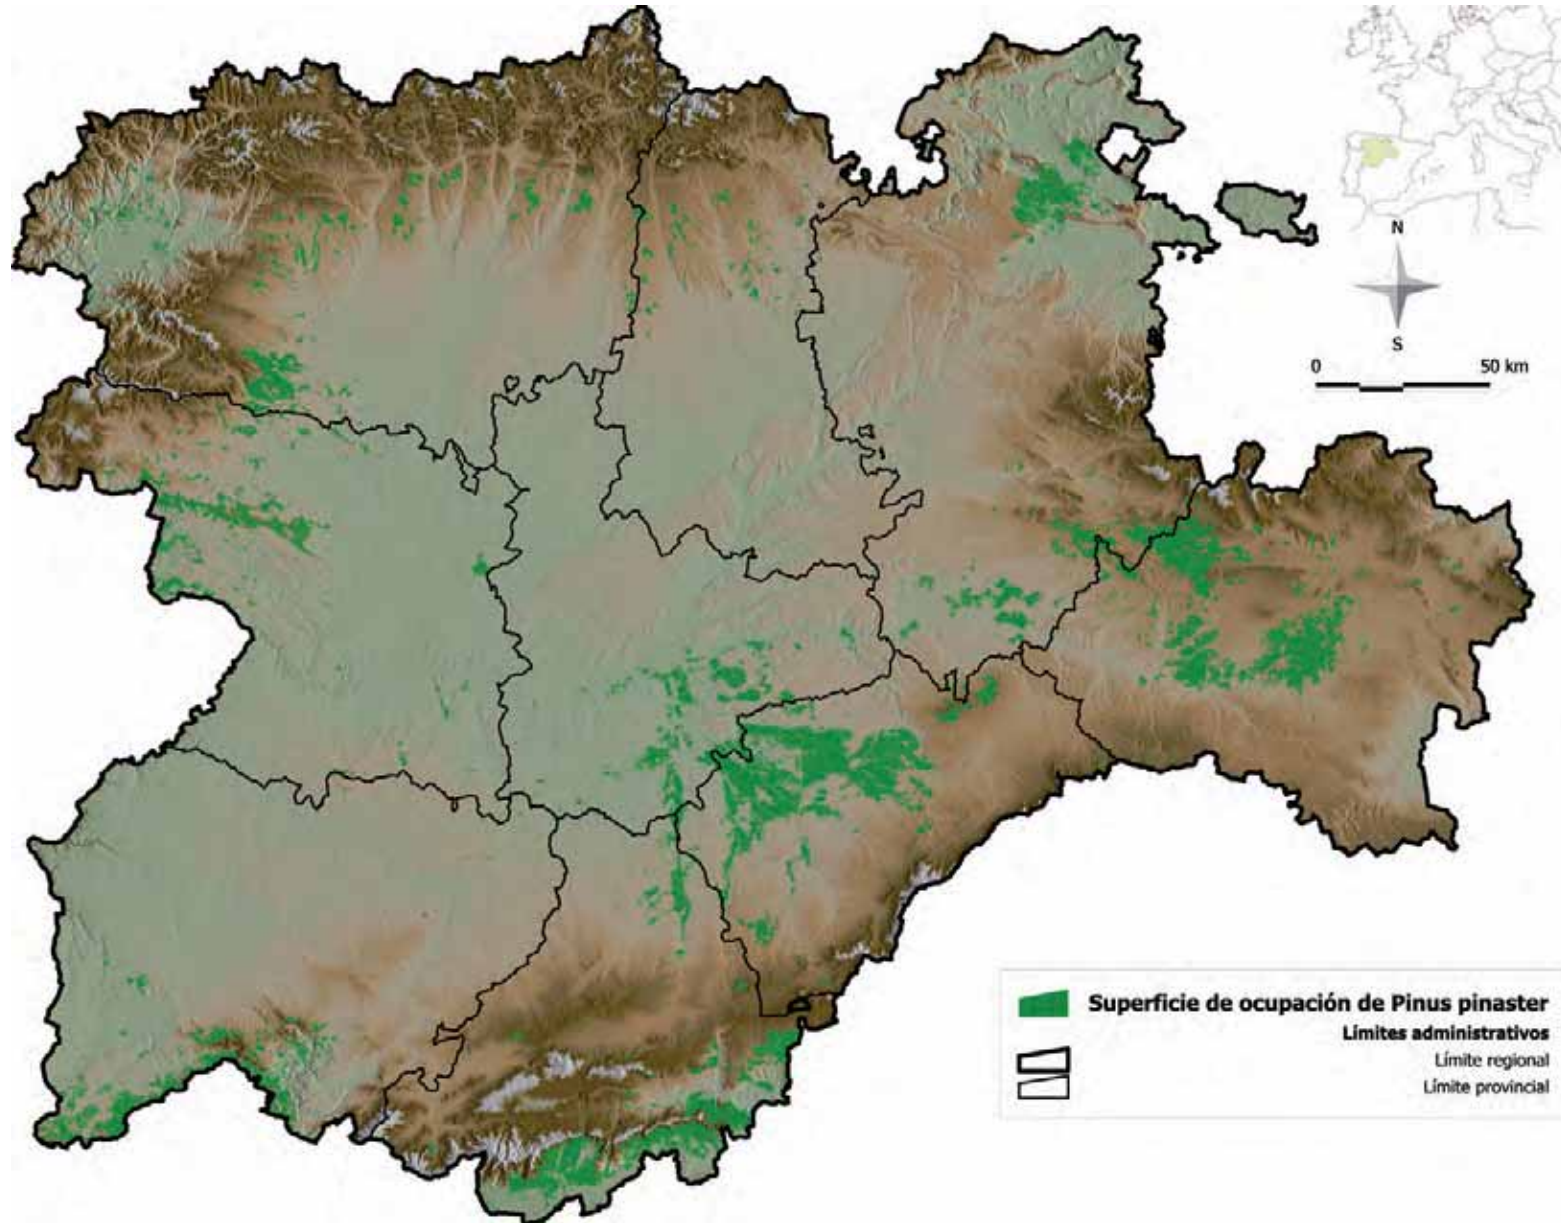 N
S
0 50 km
Superficie de ocupación de Pinus pinaster
Límites administrativos
Límite regional
Límite provincial